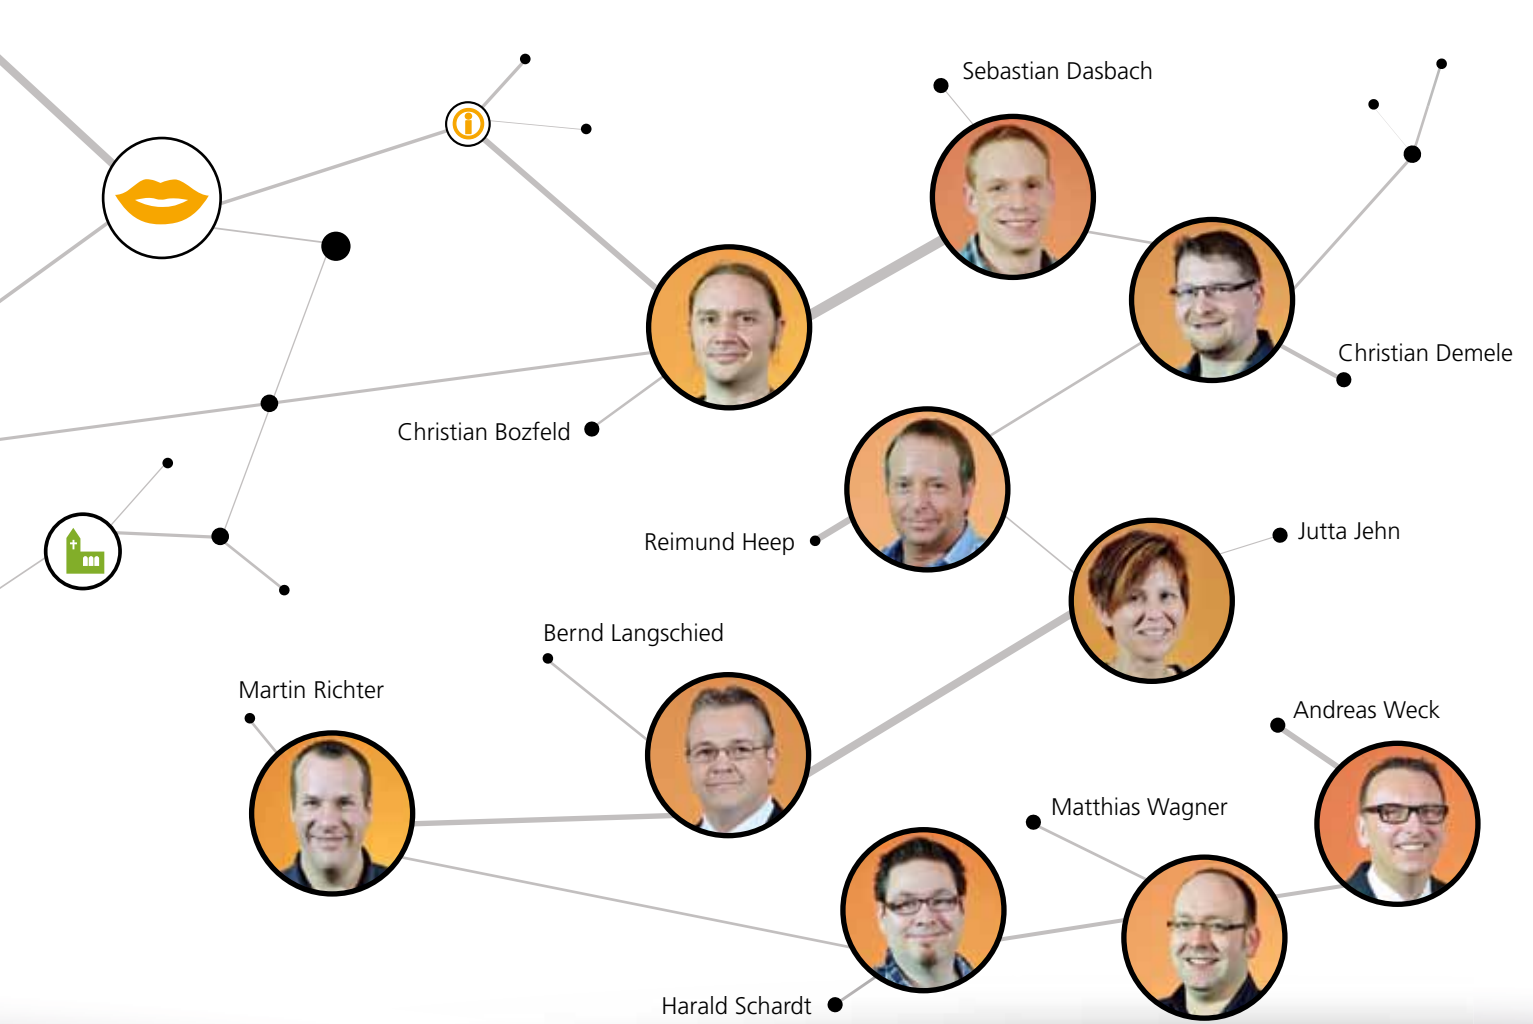 Sebastian Dasbach
Christian Demele
Christian Bozfeld
Reimund Heep
Jutta Jehn
Bernd Langschied
Martin Richter
Andreas Weck
Matthias Wagner
Harald Schardt